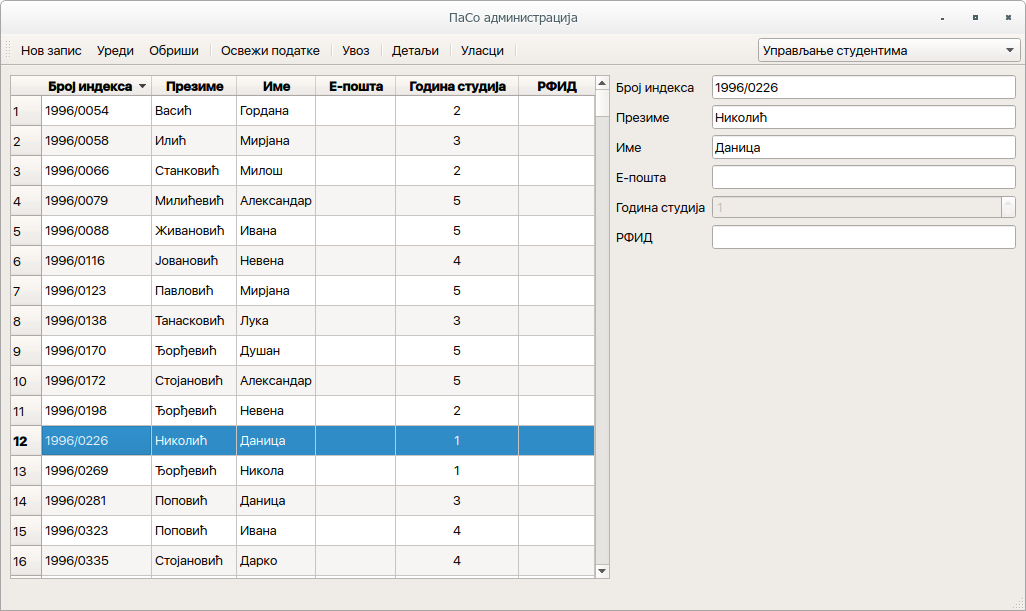 ПаСо администрација
Нови запис Уреди Обриши Освежи податке Увоз Детаљи Уласци Управљање студентима
Број индекса Презиме Име Е-пошта Година студија РФИД
1 1996/0054 Васић Гордана 2
2 1996/0058 Илић Мирјана 3
3 1996/0066 Станковић Милош 2
4 1996/0079 Милићевић Александар 5
5 1996/0088 Живановић Ивана 5
6 1996/0116 Јовановић Невена 4
7 1996/0123 Павловић Мирјана 5
8 1996/0138 Танасковић Лука 3
9 1996/0170 Ђорђевић Душан 5
10 1996/0172 Стојановић Александар 5
11 1996/0198 Ђорђевић Невена 2
12 1996/0226 Николић Даница 1
13 1996/0269 Ђорђевић Никола 1
14 1996/0281 Поповић Даница 3
15 1996/0323 Поповић Ивана 4
16 1996/0335 Стојановић Дарко 4
Број индекса 1996/0226
Презиме Николић
Име Даница
Е-пошта
Година студија 1
РФИД